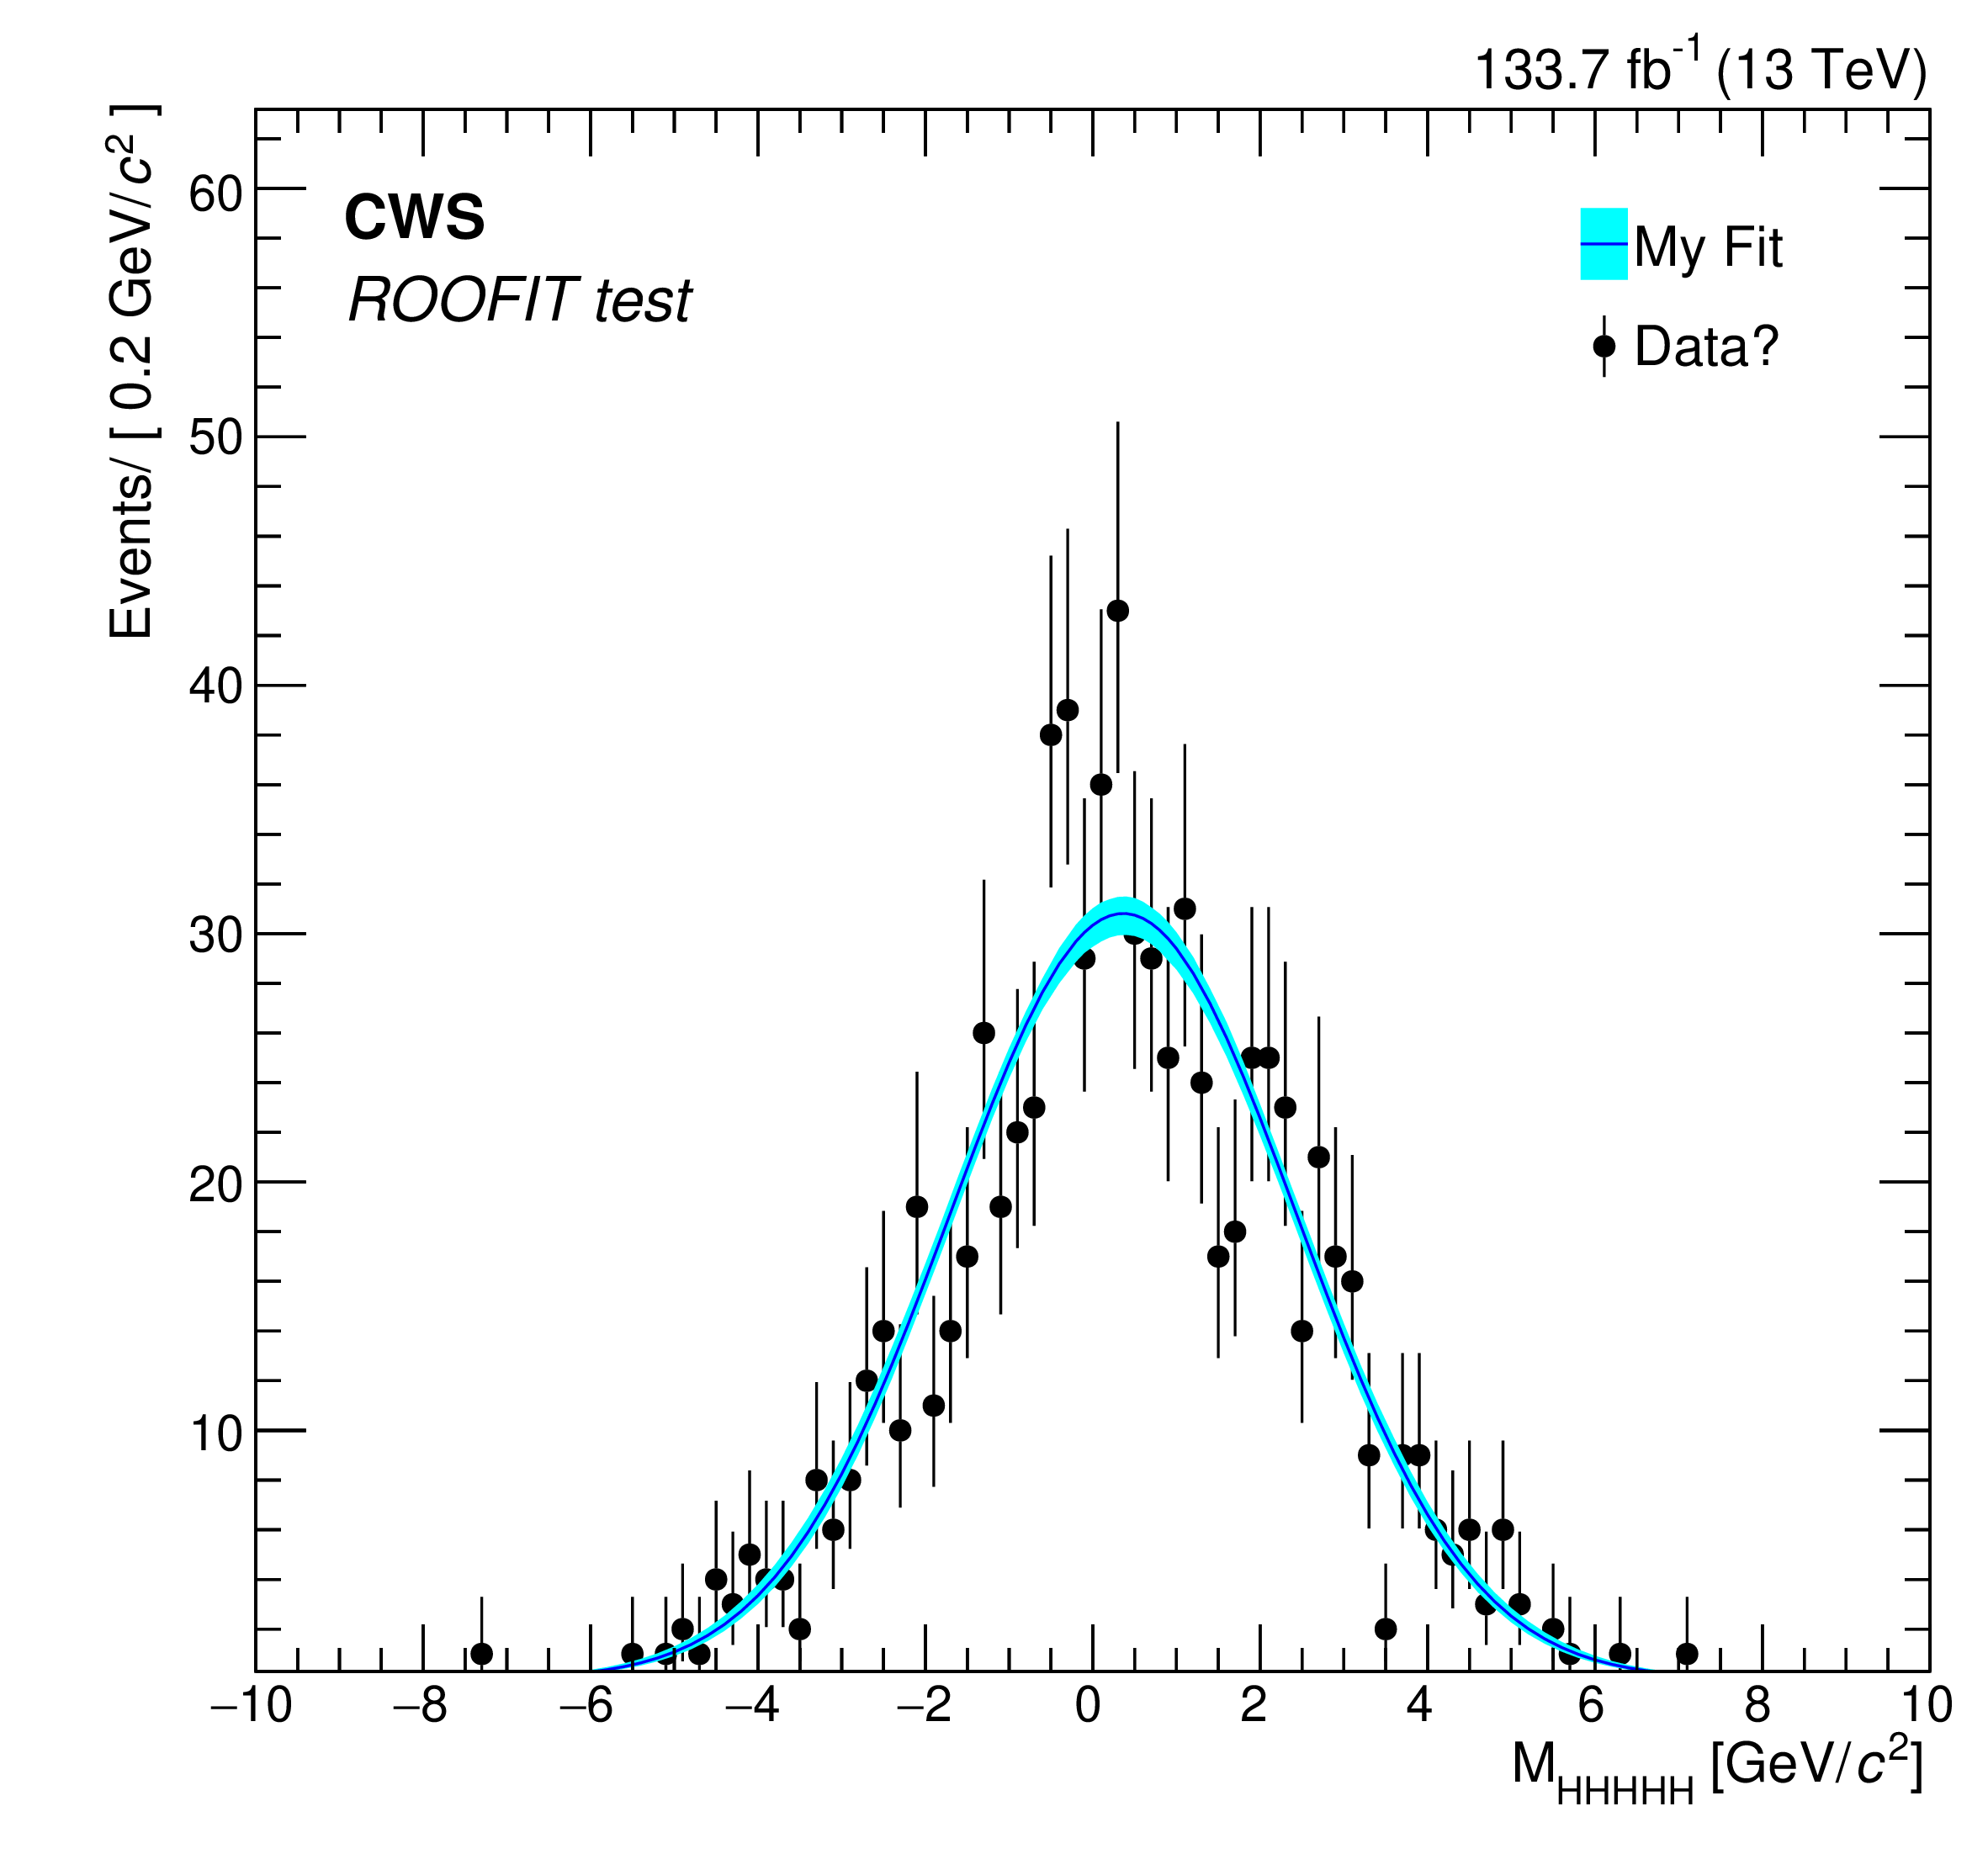 133.7 fb⁻¹ (13 TeV)
Events/ [ 0.2 GeV/c² ]
CWS
ROOFIT test
My Fit
Data?
60
50
40
30
20
10
−10 −8 −6 −4 −2 0 2 4 6 8 10
M_HHHHH [GeV/c²]